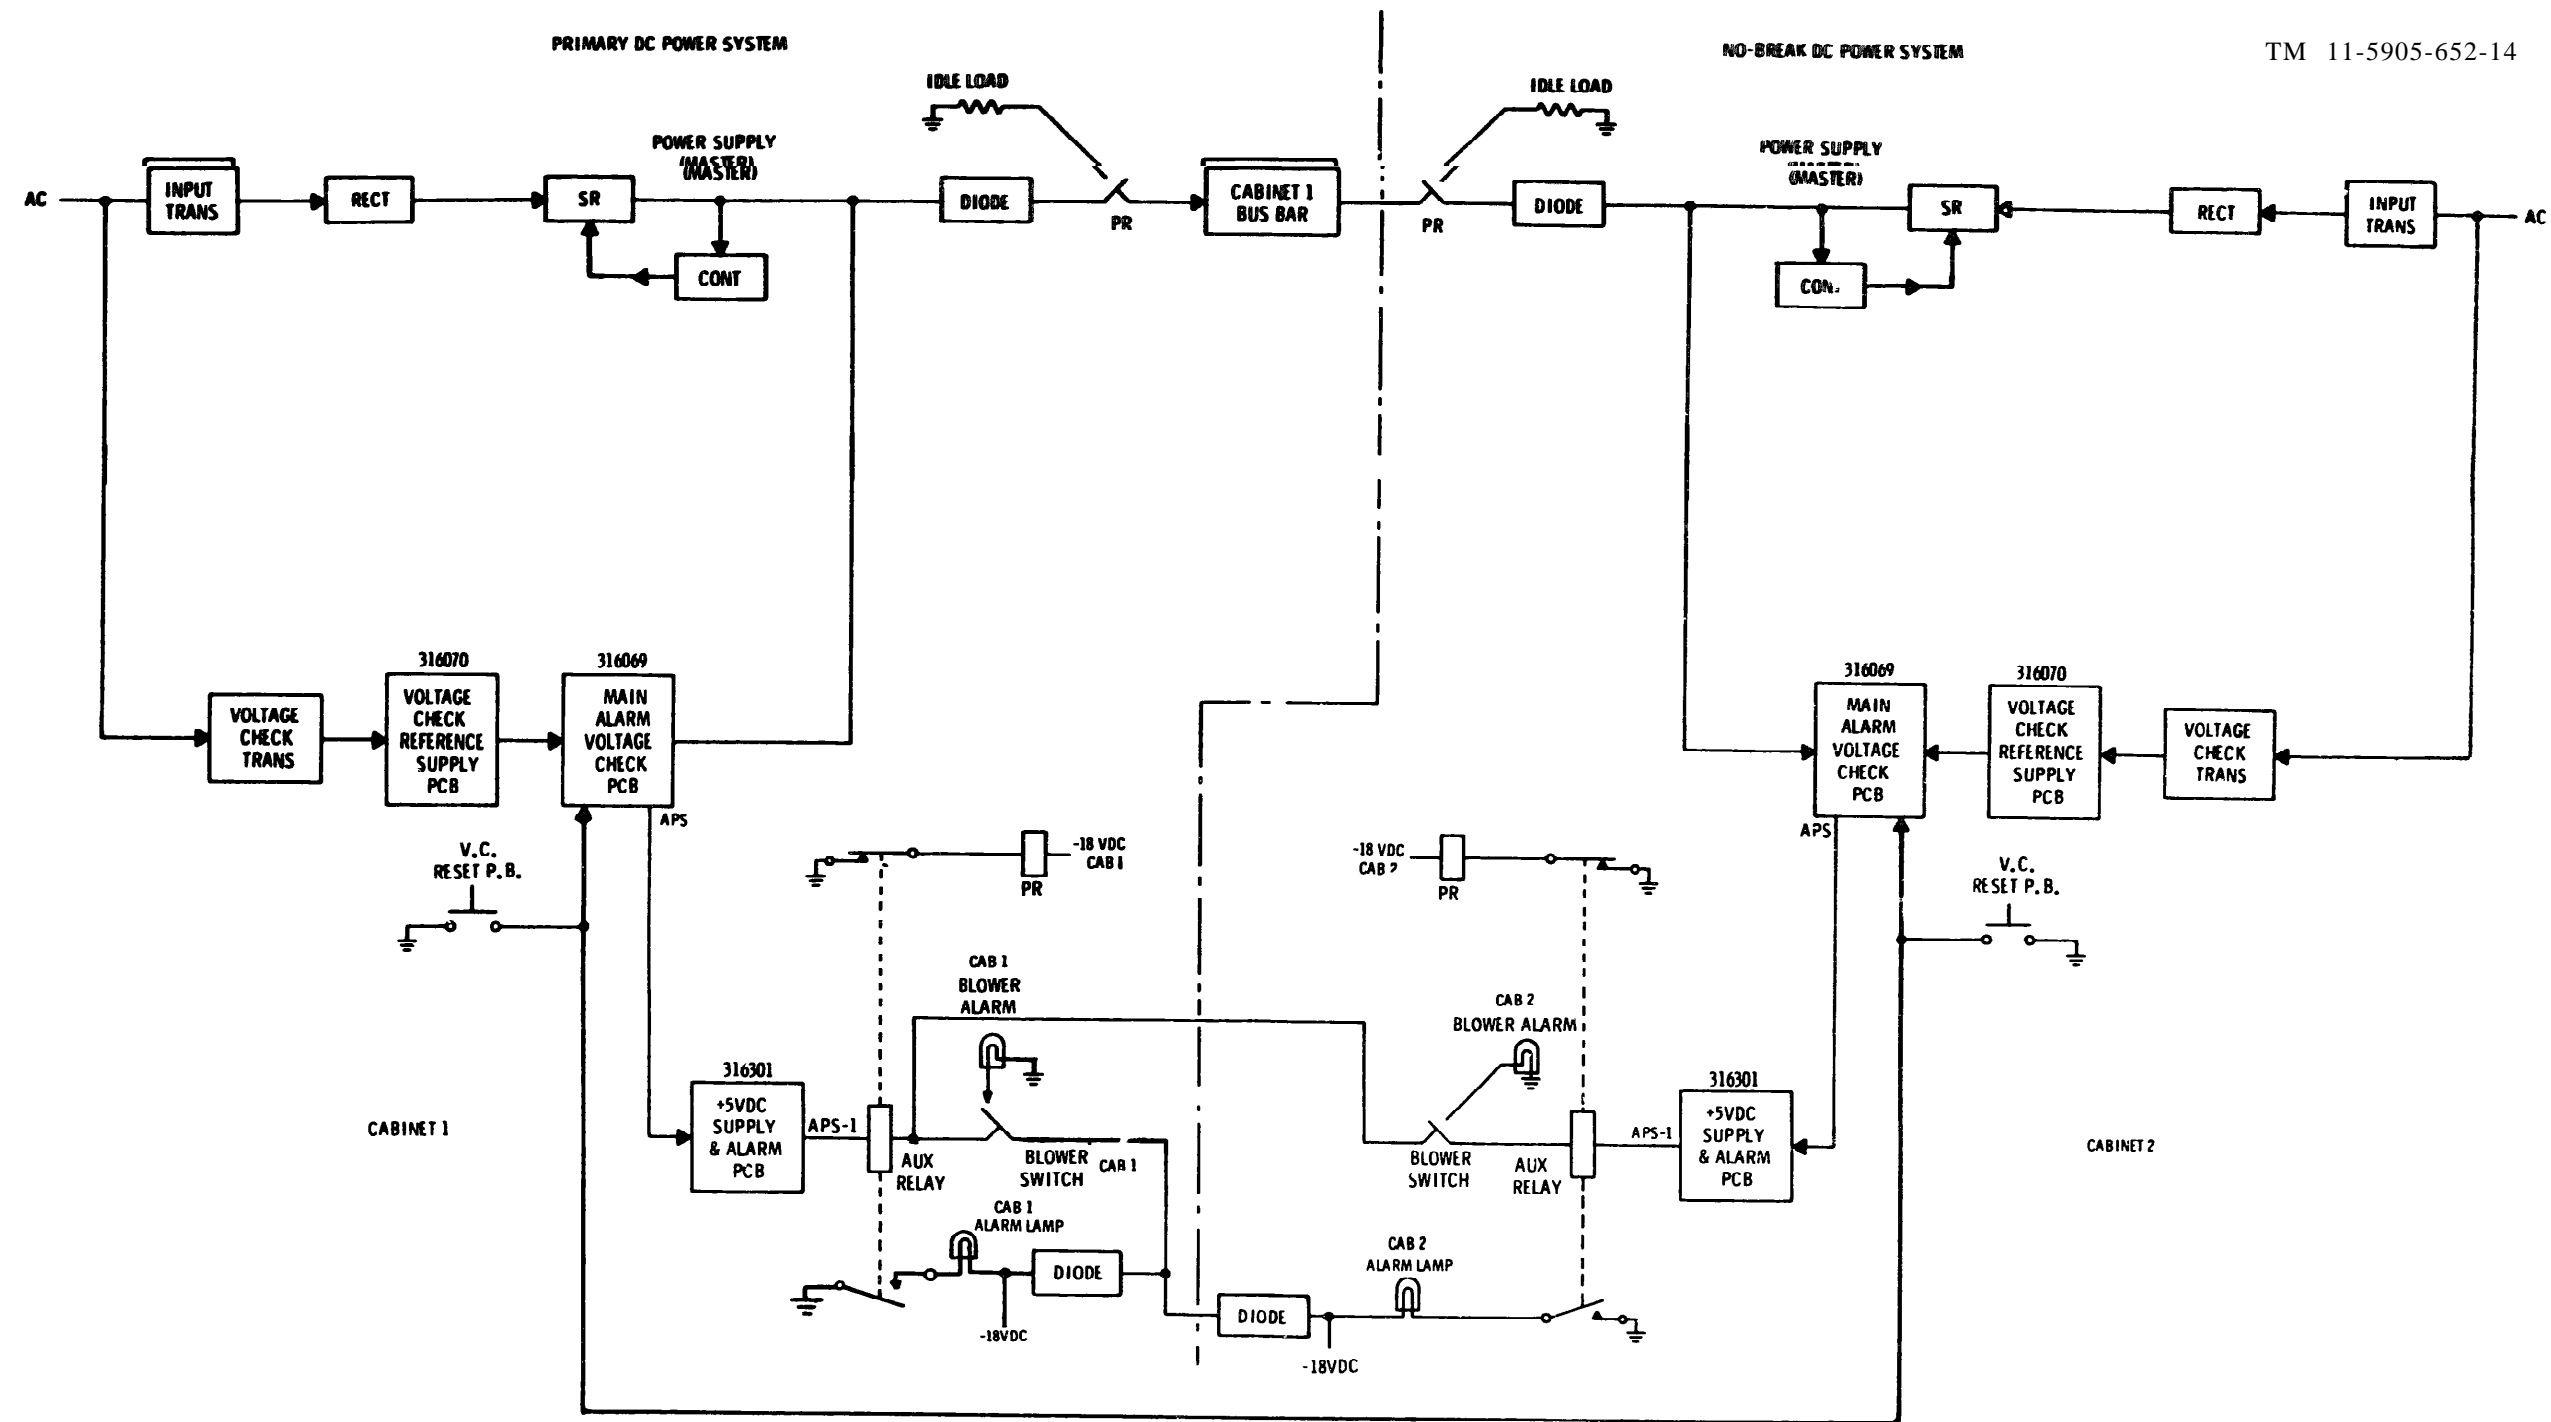 PRIMARY DC POWER SYSTEM
NO-BREAK DC POWER SYSTEM
TM 11-5905-652-14
IDLE LOAD
IDLE LOAD
POWER SUPPLY
(MASTER)
POWER SUPPLY
(MASTER)
AC
INPUT
TRANS
RECT
SR
DIODE
PR
CABINET 1
BUS BAR
PR
DIODE
SR
RECT
INPUT
TRANS
AC
CONT
CON.
316070
316069
316069
316070
VOLTAGE
CHECK
TRANS
VOLTAGE
CHECK
REFERENCE
SUPPLY
PCB
MAIN
ALARM
VOLTAGE
CHECK
PCB
MAIN
ALARM
VOLTAGE
CHECK
PCB
VOLTAGE
CHECK
REFERENCE
SUPPLY
PCB
VOLTAGE
CHECK
TRANS
APS
APS
V.C.
RESET P.B.
PR
-18 VDC
CAB 1
-18 VDC
CAB 2
PR
V.C.
RESET P.B.
CAB 1
BLOWER
ALARM
CAB 2
BLOWER ALARM
CABINET 1
316301
+5VDC
SUPPLY
& ALARM
PCB
APS-1
AUX
RELAY
BLOWER
SWITCH
CAB 1
BLOWER
SWITCH
AUX
RELAY
APS-1
316301
+5VDC
SUPPLY
& ALARM
PCB
CABINET 2
CAB 1
ALARM LAMP
DIODE
-18VDC
CAB 2
ALARM LAMP
DIODE
-18VDC